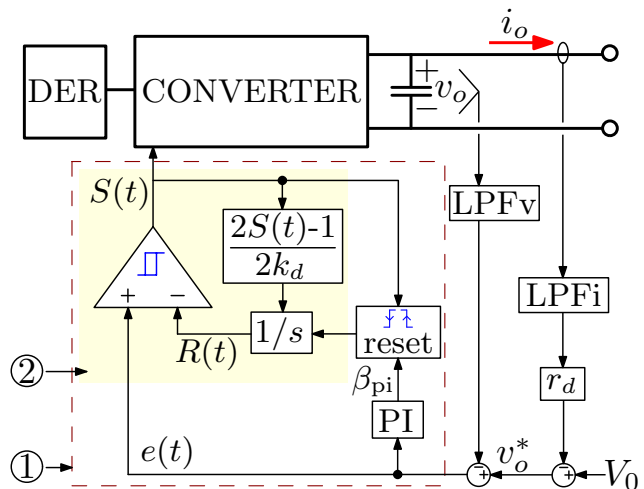 i_o
DER
CONVERTER
+
−
v_o
S(t)
LPFv
2S(t)-1
2k_d
LPFi
+
−
R(t)
1/s
reset
②
β_pi
r_d
PI
①
e(t)
v_o^*
−
+
−
+
V_0